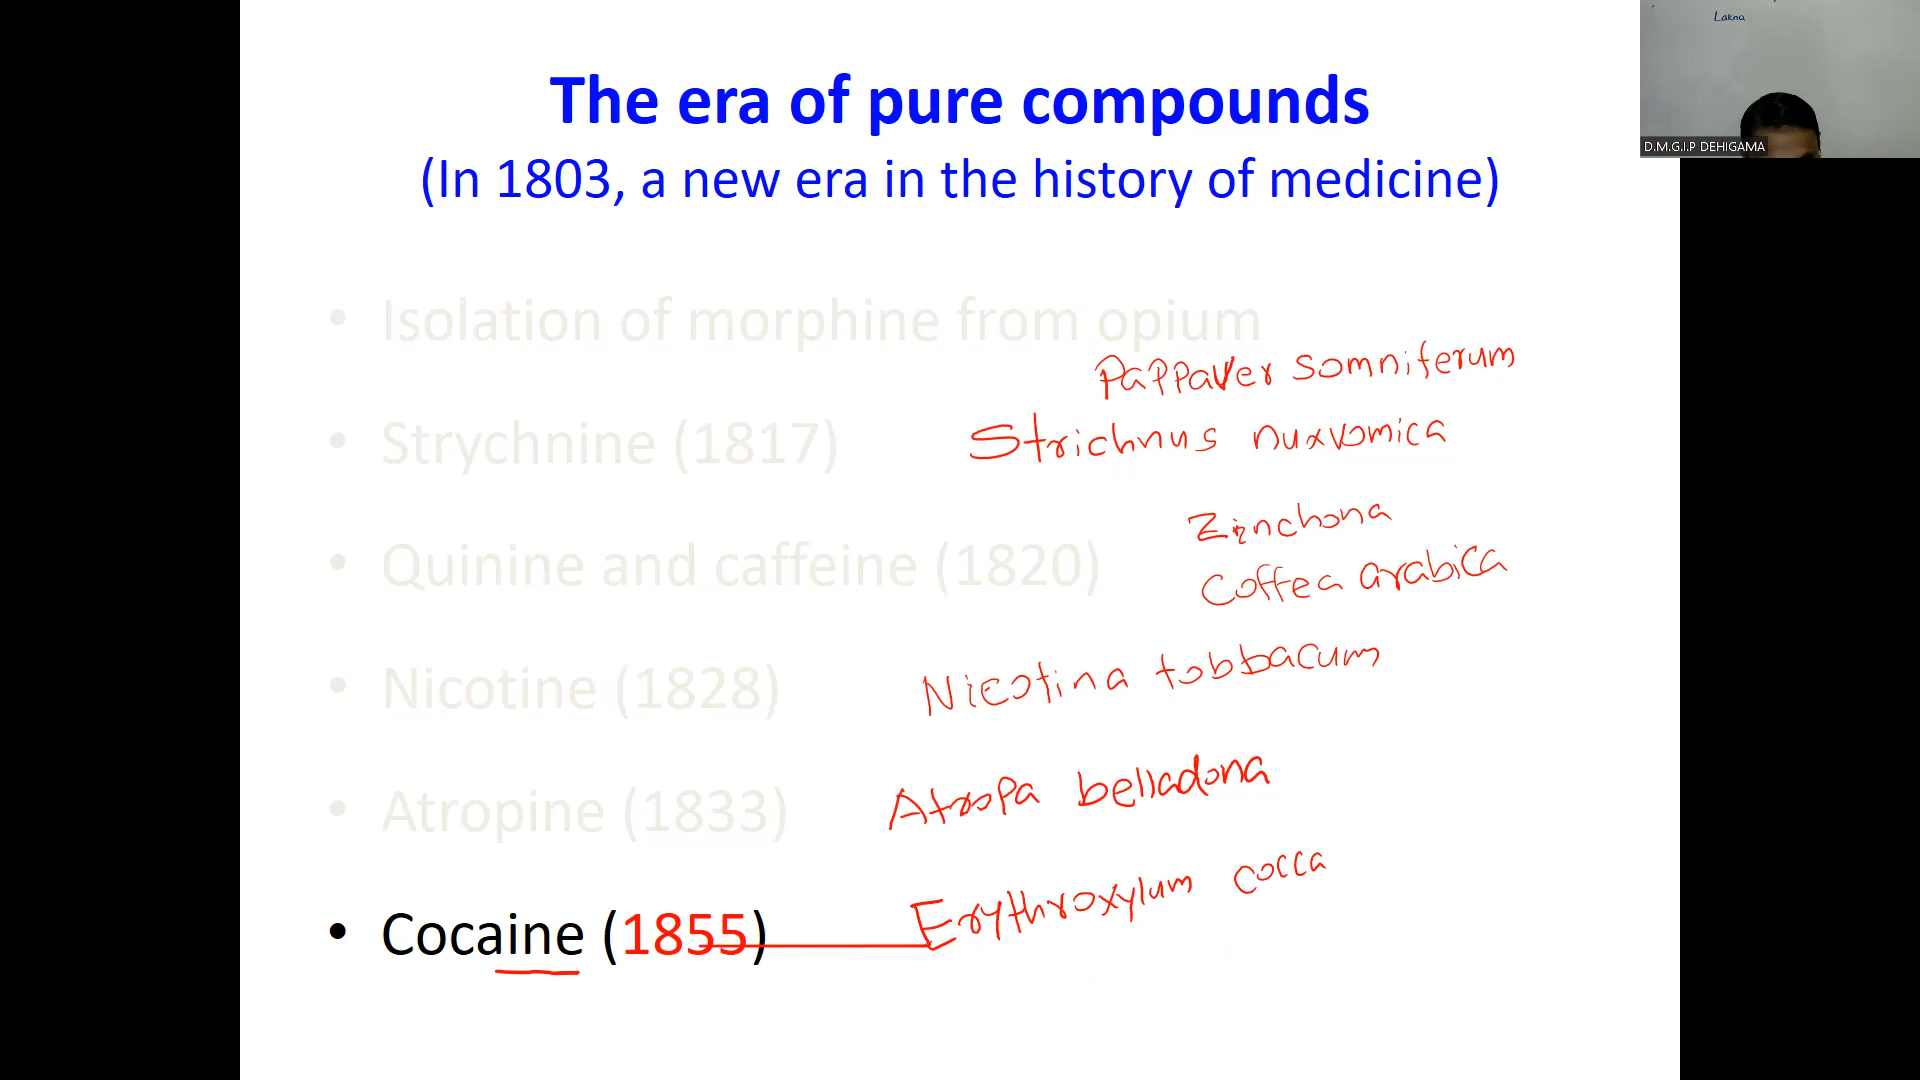 Lakna
D.M.G.I.P DEHIGAMA
The era of pure compounds
(In 1803, a new era in the history of medicine)
• Isolation of morphine from opium
Pappaver somniferum
• Strychnine (1817)
Strichnus nuxvomica
• Quinine and caffeine (1820)
Zinchona
Coffea arabica
• Nicotine (1828)
Nicotina tobbacum
• Atropine (1833)
Atropa belladona
• Cocaine (1855)
Erythroxylum cocca